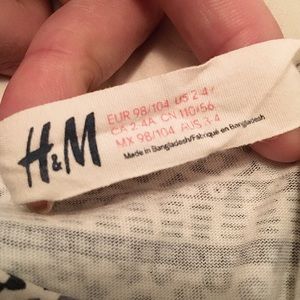 H&M
EUR 98/104 US 2-4Y
CA 2-4A CN 110/56
MX 98/104 AUS 3-4
Made in Bangladesh/Fabriqué en Bangladesh